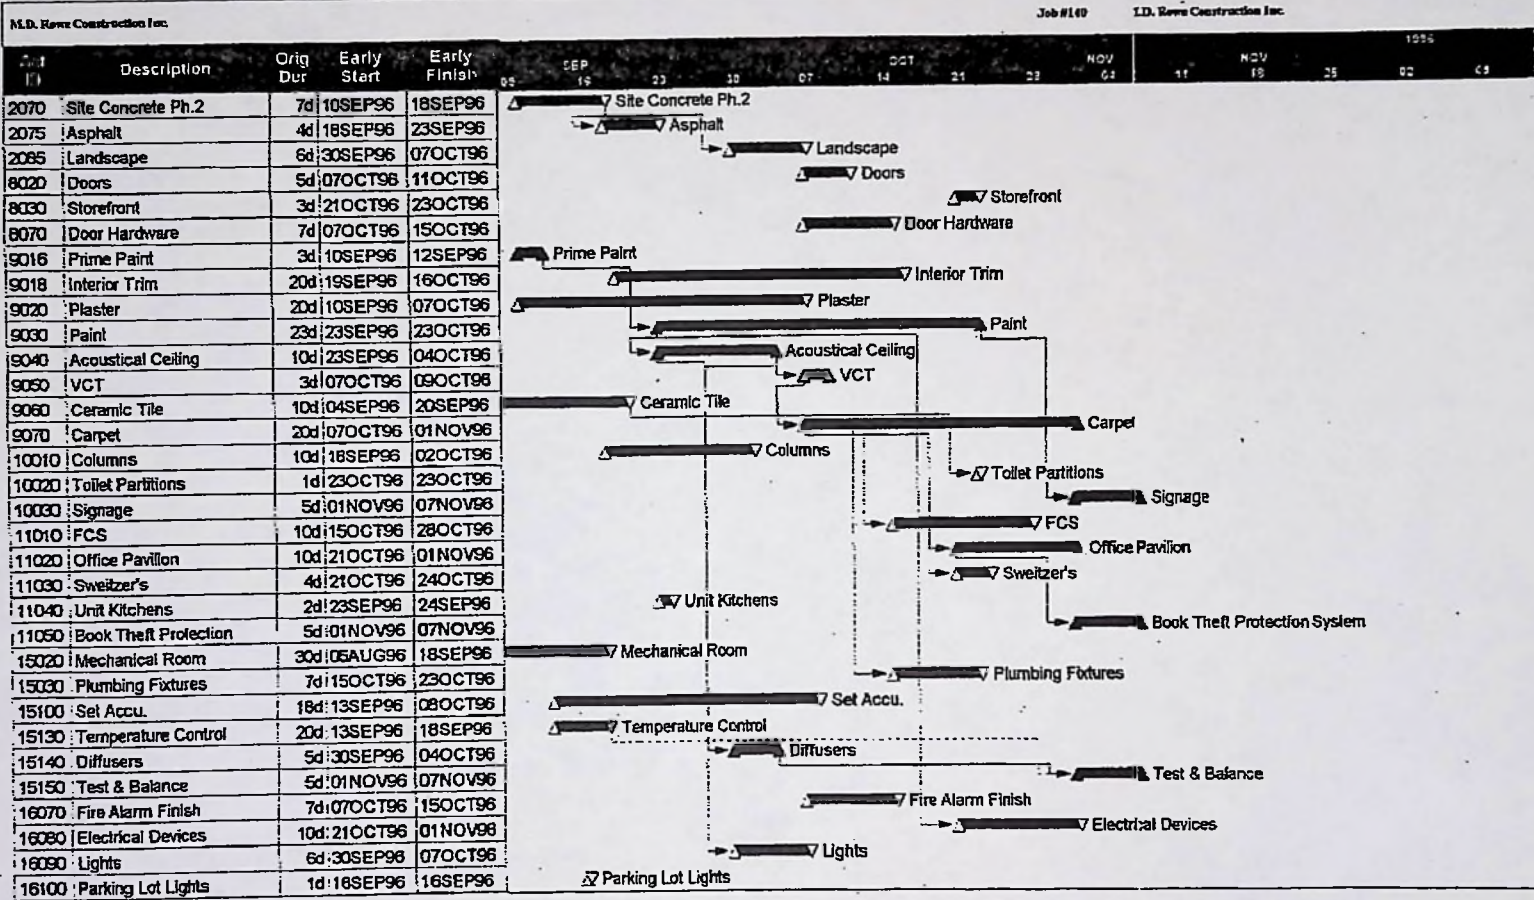 M.D. Rowe Construction Inc.
Job #140 I.D. Rowe Construction Inc.
1996
Act ID Description Orig Dur Early Start Early Finish SEP OCT NOV NOV
16 23 30 07 14 21 04 11 18 25 02
2070 Site Concrete Ph.2 7d 10SEP96 18SEP96 Site Concrete Ph.2
2075 Asphalt 4d 18SEP96 23SEP96 Asphalt
2085 Landscape 6d 30SEP96 07OCT96 Landscape
8020 Doors 5d 07OCT96 11OCT96 Doors
8030 Storefront 3d 21OCT96 23OCT96 Storefront
8070 Door Hardware 7d 07OCT96 15OCT96 Door Hardware
9016 Prime Paint 3d 10SEP96 12SEP96 Prime Paint
9018 Interior Trim 20d 19SEP96 16OCT96 Interior Trim
9020 Plaster 20d 10SEP96 07OCT96 Plaster
9030 Paint 23d 23SEP96 23OCT96 Paint
9040 Acoustical Ceiling 10d 23SEP96 04OCT96 Acoustical Ceiling
9050 VCT 3d 07OCT96 09OCT96 VCT
9060 Ceramic Tile 10d 04SEP96 20SEP96 Ceramic Tile
9070 Carpet 20d 07OCT96 01NOV96 Carpet
10010 Columns 10d 18SEP96 02OCT96 Columns
10020 Toilet Partitions 1d 23OCT96 23OCT96 Toilet Partitions
10030 Signage 5d 01NOV96 07NOV96 Signage
11010 FCS 10d 15OCT96 28OCT96 FCS
11020 Office Pavilion 10d 21OCT96 01NOV96 Office Pavilion
11030 Sweitzer's 4d 21OCT96 24OCT96 Sweitzer's
11040 Unit Kitchens 2d 23SEP96 24SEP96 Unit Kitchens
11050 Book Theft Protection 5d 01NOV96 07NOV96 Book Theft Protection System
15020 Mechanical Room 30d 05AUG96 18SEP96 Mechanical Room
15030 Plumbing Fixtures 7d 15OCT96 23OCT96 Plumbing Fixtures
15100 Set Accu. 18d 13SEP96 08OCT96 Set Accu.
15130 Temperature Control 20d 13SEP96 18SEP96 Temperature Control
15140 Diffusers 5d 30SEP96 04OCT96 Diffusers
15150 Test & Balance 5d 01NOV96 07NOV96 Test & Balance
16070 Fire Alarm Finish 7d 07OCT96 15OCT96 Fire Alarm Finish
16080 Electrical Devices 10d 21OCT96 01NOV96 Electrical Devices
16090 Lights 6d 30SEP96 07OCT96 Lights
16100 Parking Lot Lights 1d 16SEP96 16SEP96 Parking Lot Lights